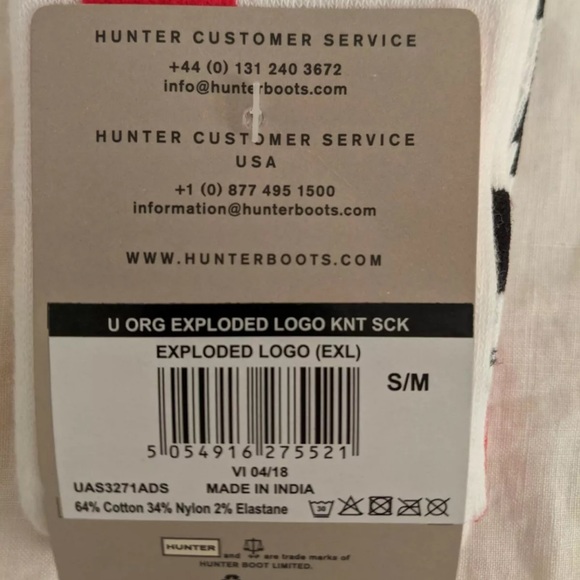 HUNTER CUSTOMER SERVICE
+44 (0) 131 240 3672
info@hunterboots.com
HUNTER CUSTOMER SERVICE
USA
+1 (0) 877 495 1500
information@hunterboots.com
WWW.HUNTERBOOTS.COM
U ORG EXPLODED LOGO KNT SCK
EXPLODED LOGO (EXL)
S/M
5 054916 275521
VI 04/18
UAS3271ADS MADE IN INDIA
64% Cotton 34% Nylon 2% Elastane 30
HUNTER and are trade marks of
HUNTER BOOT LIMITED.